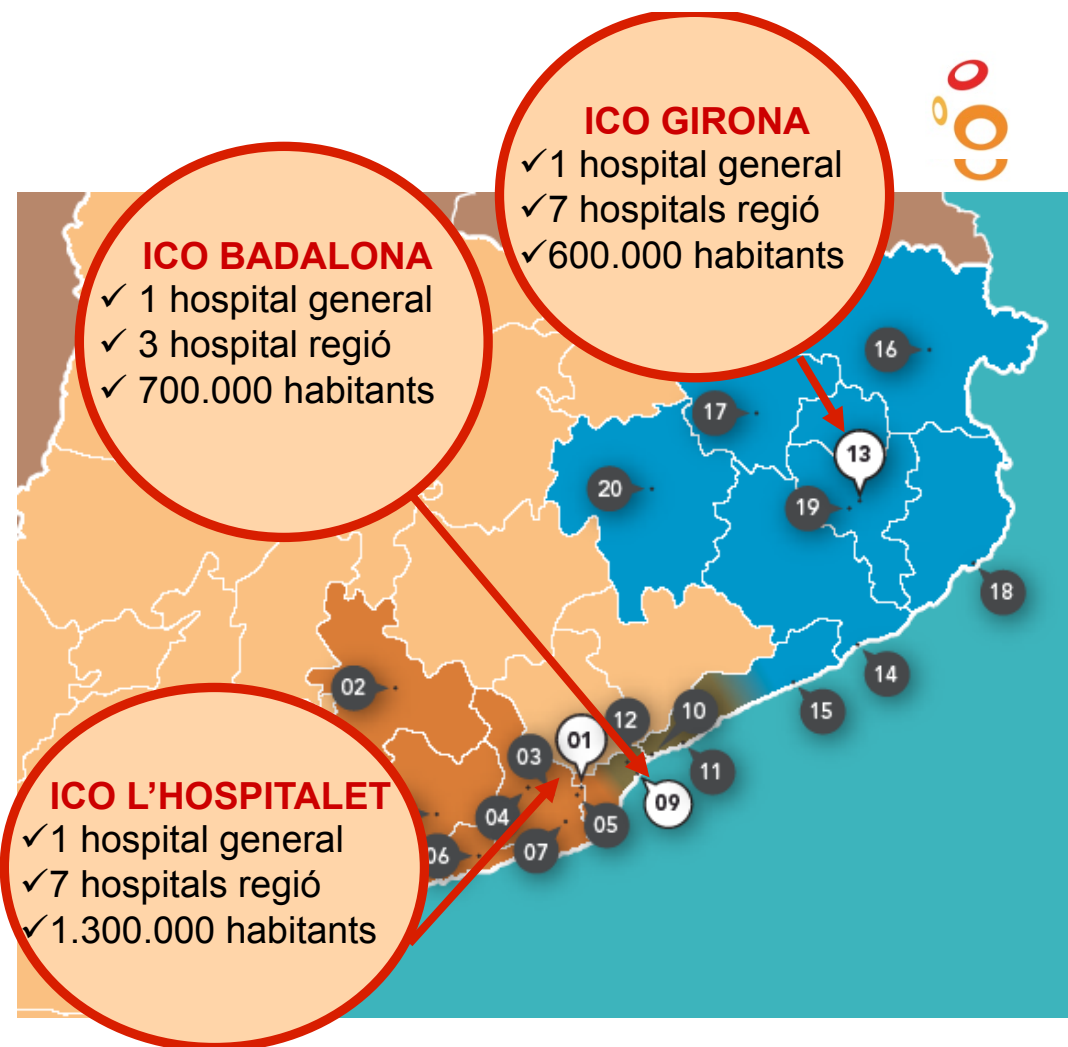 ICO GIRONA
✓1 hospital general
✓7 hospitals regió
✓600.000 habitants
ICO BADALONA
✓ 1 hospital general
✓ 3 hospital regió
✓ 700.000 habitants
16
17
13
20
19
18
02
14
15
12
10
01
03
11
09
04
05
06
07
ICO L’HOSPITALET
✓1 hospital general
✓7 hospitals regió
✓1.300.000 habitants